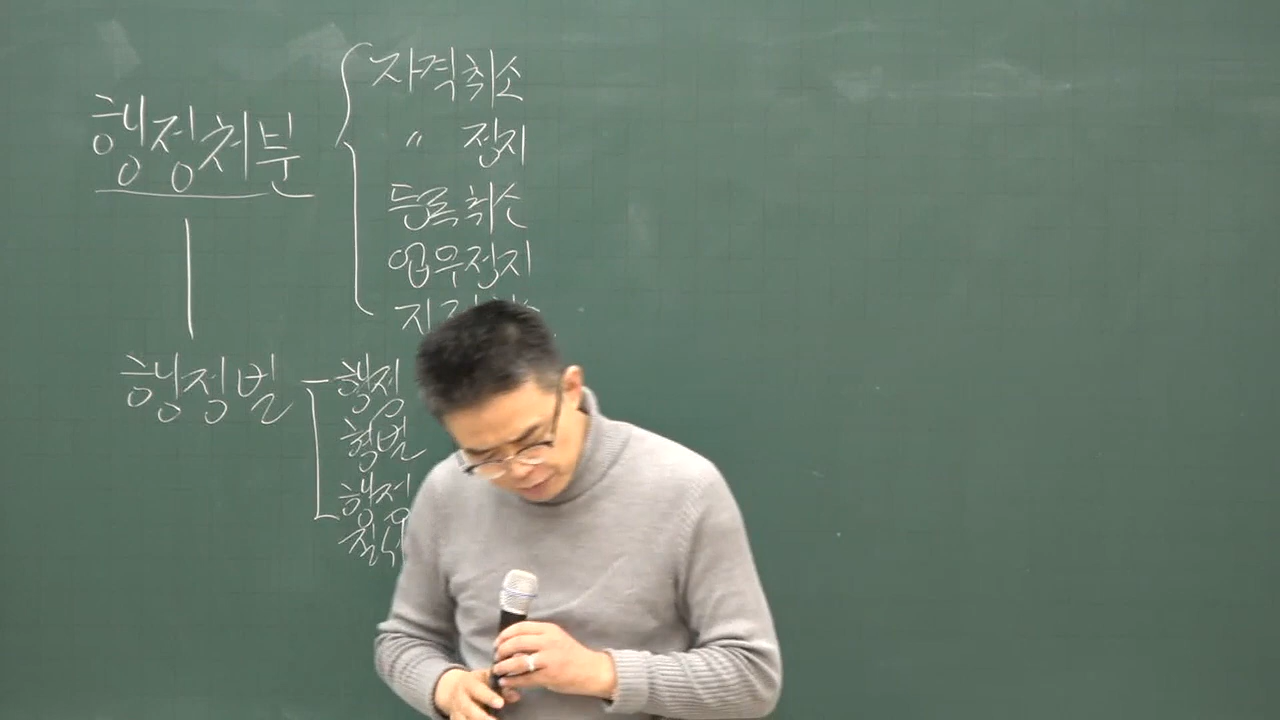 행정처분
자격취소
〃 정지
등록취소
업무정지
행정벌
행정
형벌
행정
질서